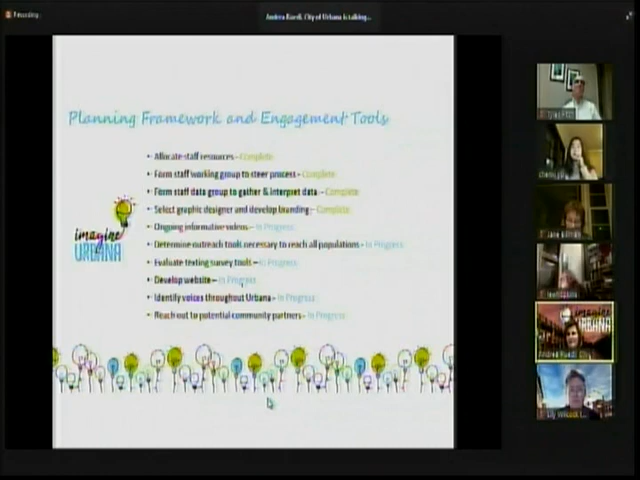 Recording
Andrea Ruedi, City of Urbana is talking...
Planning Framework and Engagement Tools
• Allocate staff resources - Complete
• Form staff working group to steer process - Complete
• Form staff data group to gather & interpret data - Complete
• Select graphic designer and develop branding - Complete
• Ongoing informative videos - In Progress
• Determine outreach tools necessary to reach all populations - In Progress
• Evaluate texting survey tools - In Progress
• Develop website - In Progress
• Identify voices throughout Urbana - In Progress
• Reach out to potential community partners - In Progress
imagine
URBANA
imagine
URBANA
Andrea Ruedi, City
Lily Wilcock